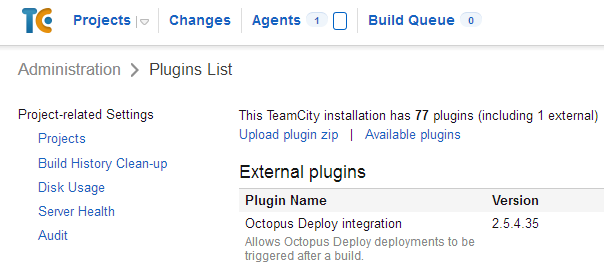 TC Projects Changes Agents 1 Build Queue 0
Administration > Plugins List
Project-related Settings
Projects
Build History Clean-up
Disk Usage
Server Health
Audit
This TeamCity installation has 77 plugins (including 1 external)
Upload plugin zip | Available plugins
External plugins
Plugin Name Version
Octopus Deploy integration 2.5.4.35
Allows Octopus Deploy deployments to be
triggered after a build.